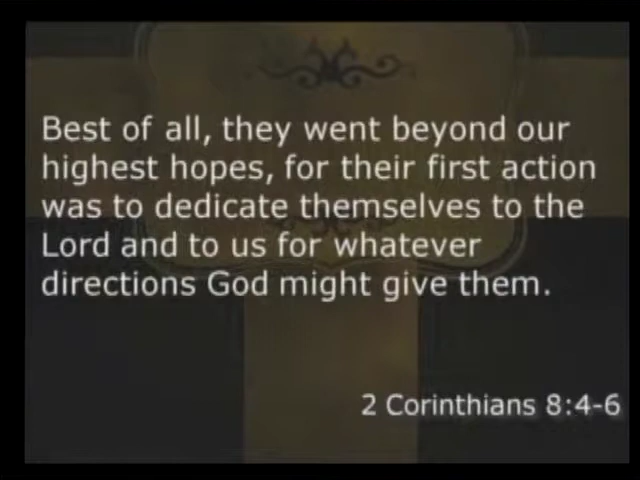 Best of all, they went beyond our
highest hopes, for their first action
was to dedicate themselves to the
Lord and to us for whatever
directions God might give them.
2 Corinthians 8:4-6